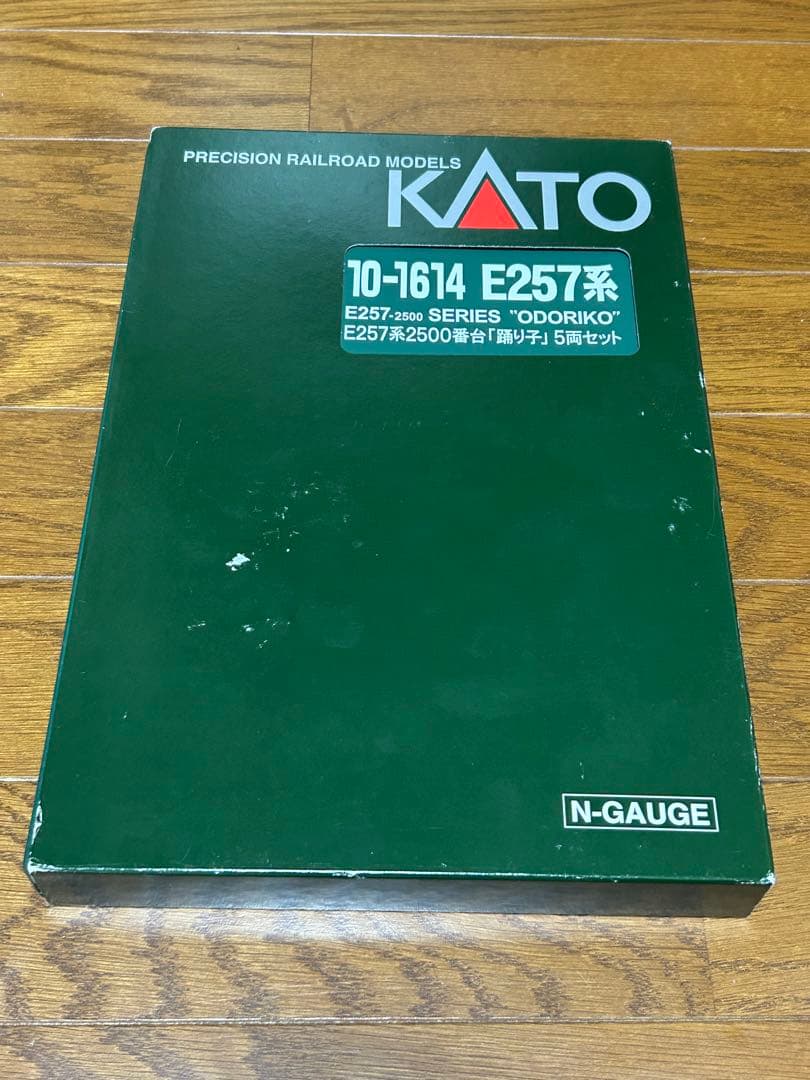 PRECISION RAILROAD MODELS
KATO
10-1614 E257系
E257-2500 SERIES "ODORIKO"
E257系2500番台「踊り子」5両セット
N-GAUGE